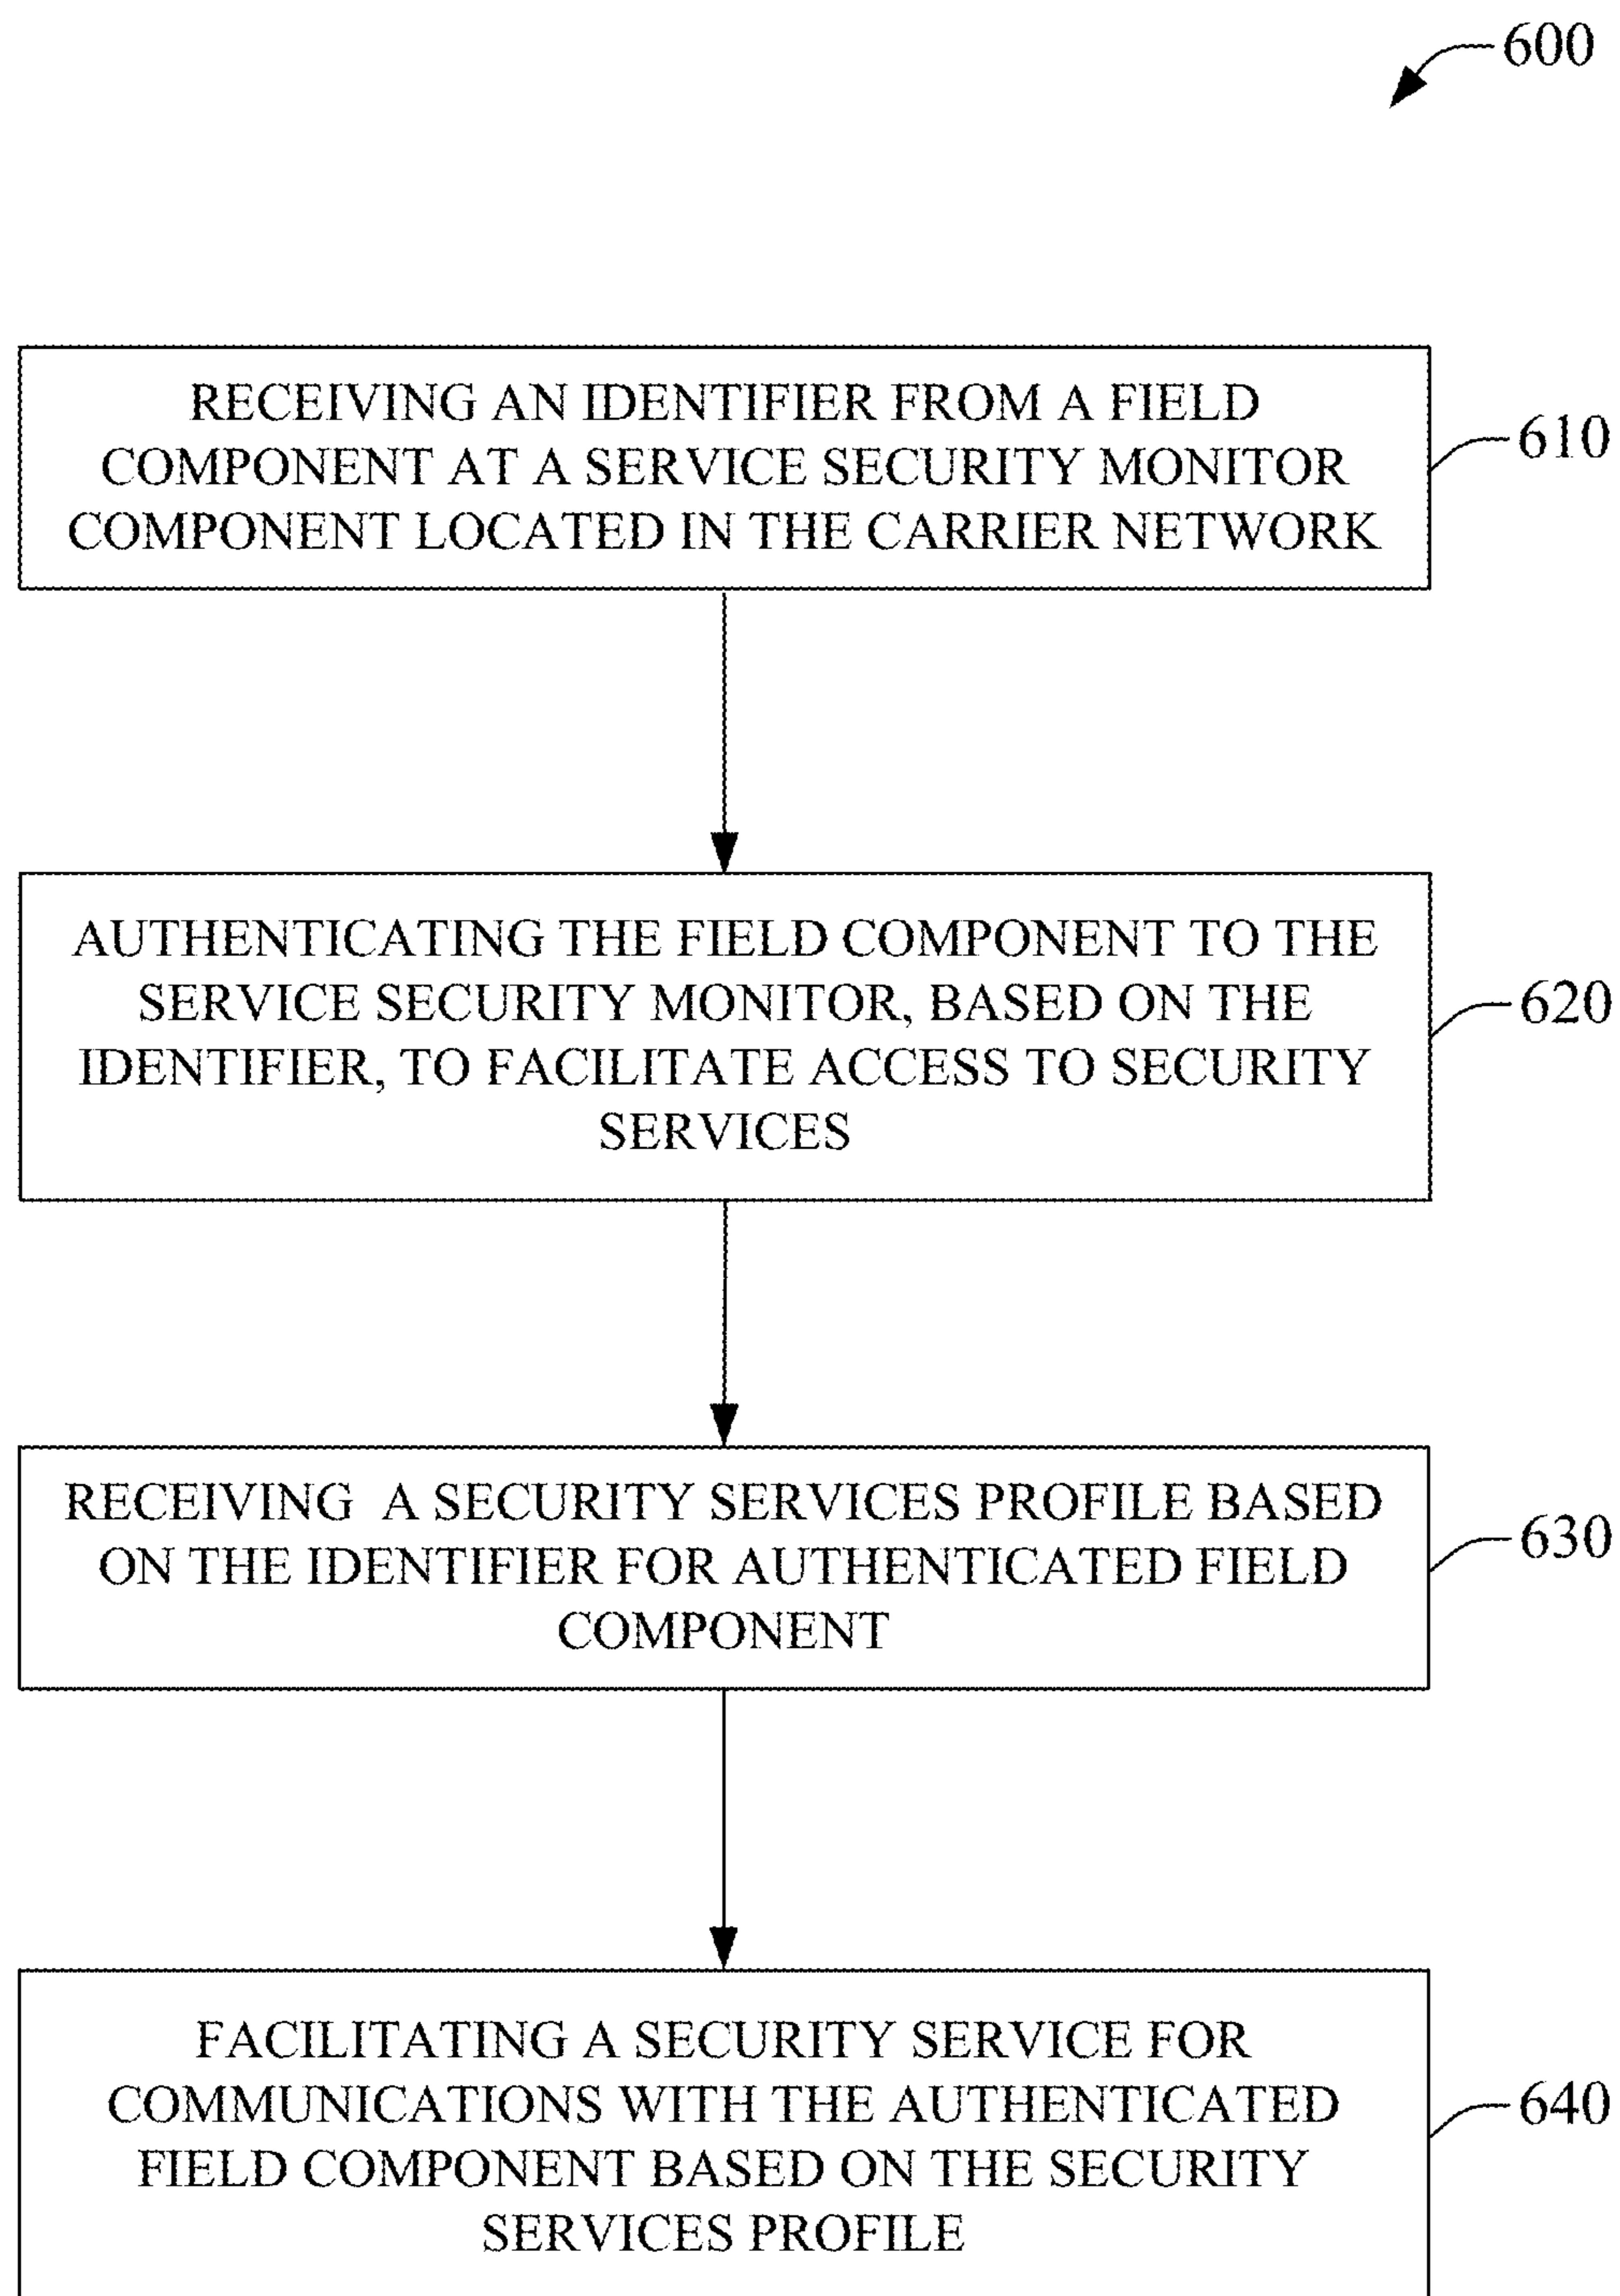 600
RECEIVING AN IDENTIFIER FROM A FIELD
COMPONENT AT A SERVICE SECURITY MONITOR
COMPONENT LOCATED IN THE CARRIER NETWORK
610
AUTHENTICATING THE FIELD COMPONENT TO THE
SERVICE SECURITY MONITOR, BASED ON THE
IDENTIFIER, TO FACILITATE ACCESS TO SECURITY
SERVICES
620
RECEIVING A SECURITY SERVICES PROFILE BASED
ON THE IDENTIFIER FOR AUTHENTICATED FIELD
COMPONENT
630
FACILITATING A SECURITY SERVICE FOR
COMMUNICATIONS WITH THE AUTHENTICATED
FIELD COMPONENT BASED ON THE SECURITY
SERVICES PROFILE
640